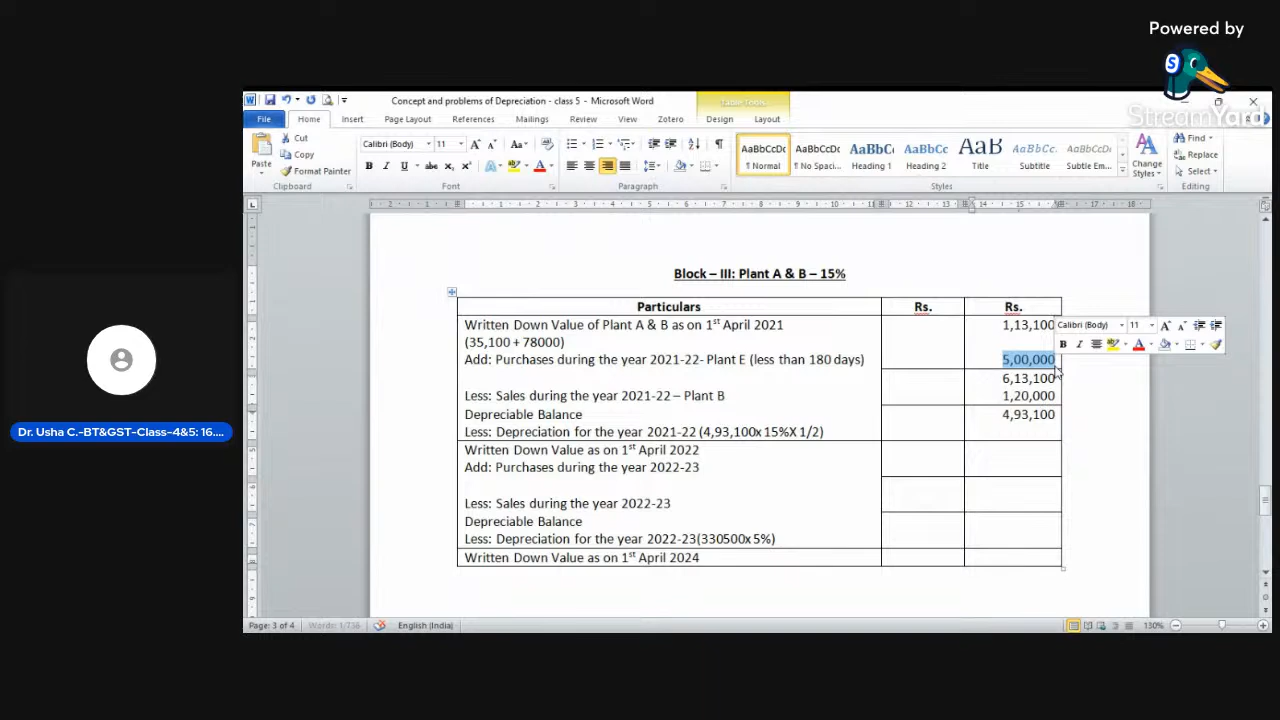 Powered by
S
StreamYard
Concept and problems of Depreciation - class 5 - Microsoft Word
Table Tools
File Home Insert Page Layout References Mailings Review View Zotero Design Layout
Paste
Cut
Copy
Format Painter
Clipboard
Calibri (Body) 11
Font
Paragraph
AaBbCcDc AaBbCcDc AaBbC AaBbCc AaB AaBbCc. AaBbCcDc
¶ Normal ¶ No Spaci... Heading 1 Heading 2 Title Subtitle Subtle Em...
Change Styles
Styles
Find
Replace
Select
Editing
Block – III: Plant A & B – 15%
Particulars Rs. Rs.
Written Down Value of Plant A & B as on 1st April 2021 1,13,100
(35,100 + 78000)
Add: Purchases during the year 2021-22- Plant E (less than 180 days) 5,00,000
6,13,100
Less: Sales during the year 2021-22 – Plant B 1,20,000
Depreciable Balance 4,93,100
Less: Depreciation for the year 2021-22 (4,93,100x 15%X 1/2)
Written Down Value as on 1st April 2022
Add: Purchases during the year 2022-23
Less: Sales during the year 2022-23
Depreciable Balance
Less: Depreciation for the year 2022-23(330500x 5%)
Written Down Value as on 1st April 2024
Calibri (Body) 11
Dr. Usha C.-BT&GST-Class-4&5: 16....
Page: 3 of 4 Words: 1/736 English (India) 130%